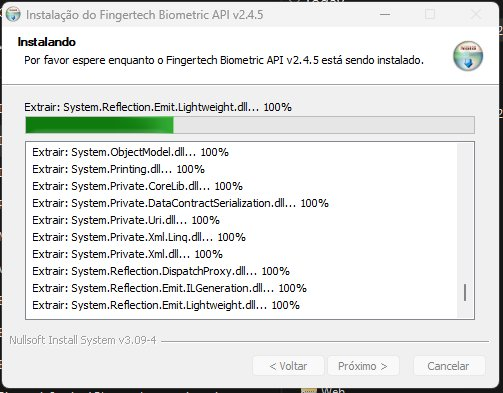 Instalação do Fingertech Biometric API v2.4.5
Instalando
Por favor espere enquanto o Fingertech Biometric API v2.4.5 está sendo instalado.
Extrair: System.Reflection.Emit.Lightweight.dll... 100%
Extrair: System.ObjectModel.dll... 100%
Extrair: System.Printing.dll... 100%
Extrair: System.Private.CoreLib.dll... 100%
Extrair: System.Private.DataContractSerialization.dll... 100%
Extrair: System.Private.Uri.dll... 100%
Extrair: System.Private.Xml.Linq.dll... 100%
Extrair: System.Private.Xml.dll... 100%
Extrair: System.Reflection.DispatchProxy.dll... 100%
Extrair: System.Reflection.Emit.ILGeneration.dll... 100%
Extrair: System.Reflection.Emit.Lightweight.dll... 100%
Nullsoft Install System v3.09-4
< Voltar
Próximo >
Cancelar